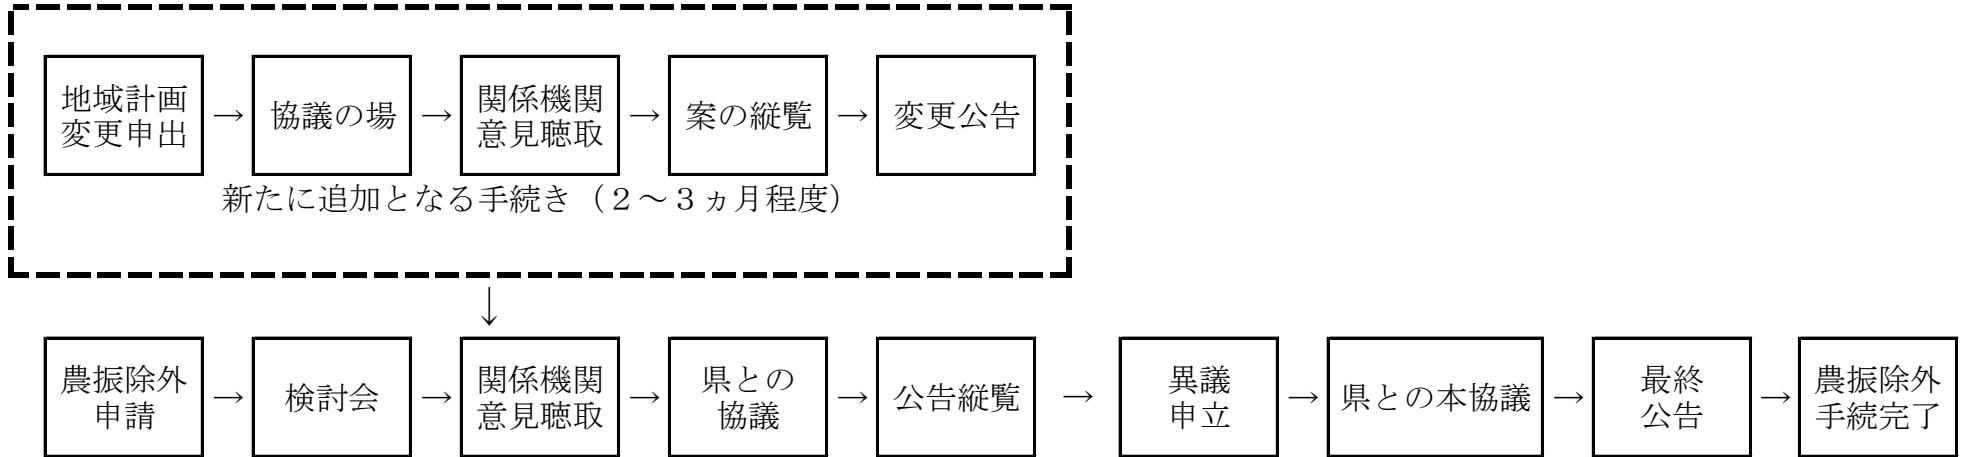 地域計画
変更申出
→
協議の場
→
関係機関
意見聴取
→
案の縦覧
→
変更公告
新たに追加となる手続き（２～３ヵ月程度）
↓
農振除外
申請
→
検討会
→
関係機関
意見聴取
→
県との
協議
→
公告縦覧
→
異議
申立
→
県との本協議
→
最終
公告
→
農振除外
手続完了